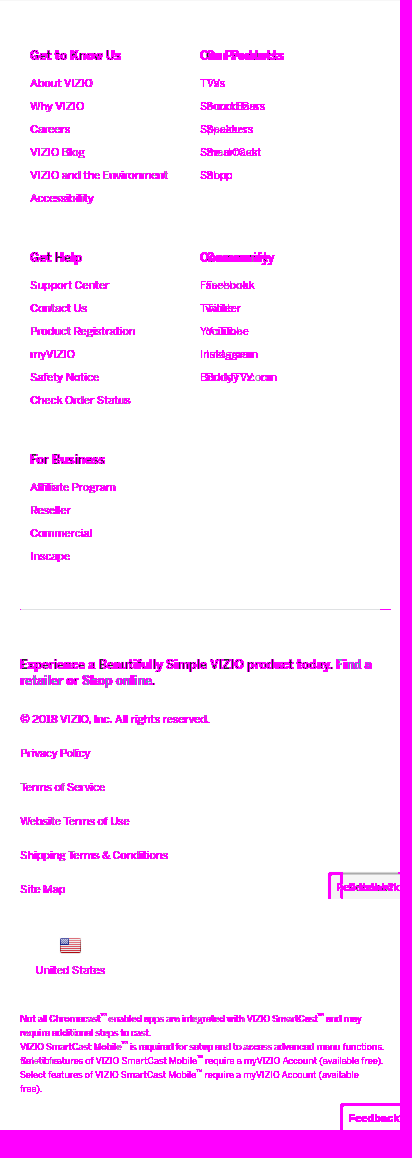 Get to Know Us
About VIZIO
Why VIZIO
Careers
VIZIO Blog
VIZIO and the Environment
Accessibility
Our Products
TVs
Sound Bars
Speakers
SmartCast
Shop
Get Help
Support Center
Contact Us
Product Registration
myVIZIO
Safety Notice
Check Order Status
Community
Facebook
Twitter
YouTube
Instagram
BuddyTV.com
For Business
Affiliate Program
Reseller
Commercial
Inscape
Experience a Beautifully Simple VIZIO product today. Find a
retailer or Shop online.
© 2018 VIZIO, Inc. All rights reserved.
Privacy Policy
Terms of Service
Website Terms of Use
Shipping Terms & Conditions
Site Map
Feedback
United States
Not all Chromecast™ enabled apps are integrated with VIZIO SmartCast™ and may
require additional steps to cast.
VIZIO SmartCast Mobile™ is required for setup and to access advanced menu functions.
features of VIZIO SmartCast Mobile™ require a myVIZIO Account (available free).
Select features of VIZIO SmartCast Mobile™ require a myVIZIO Account (available
free).
Feedback